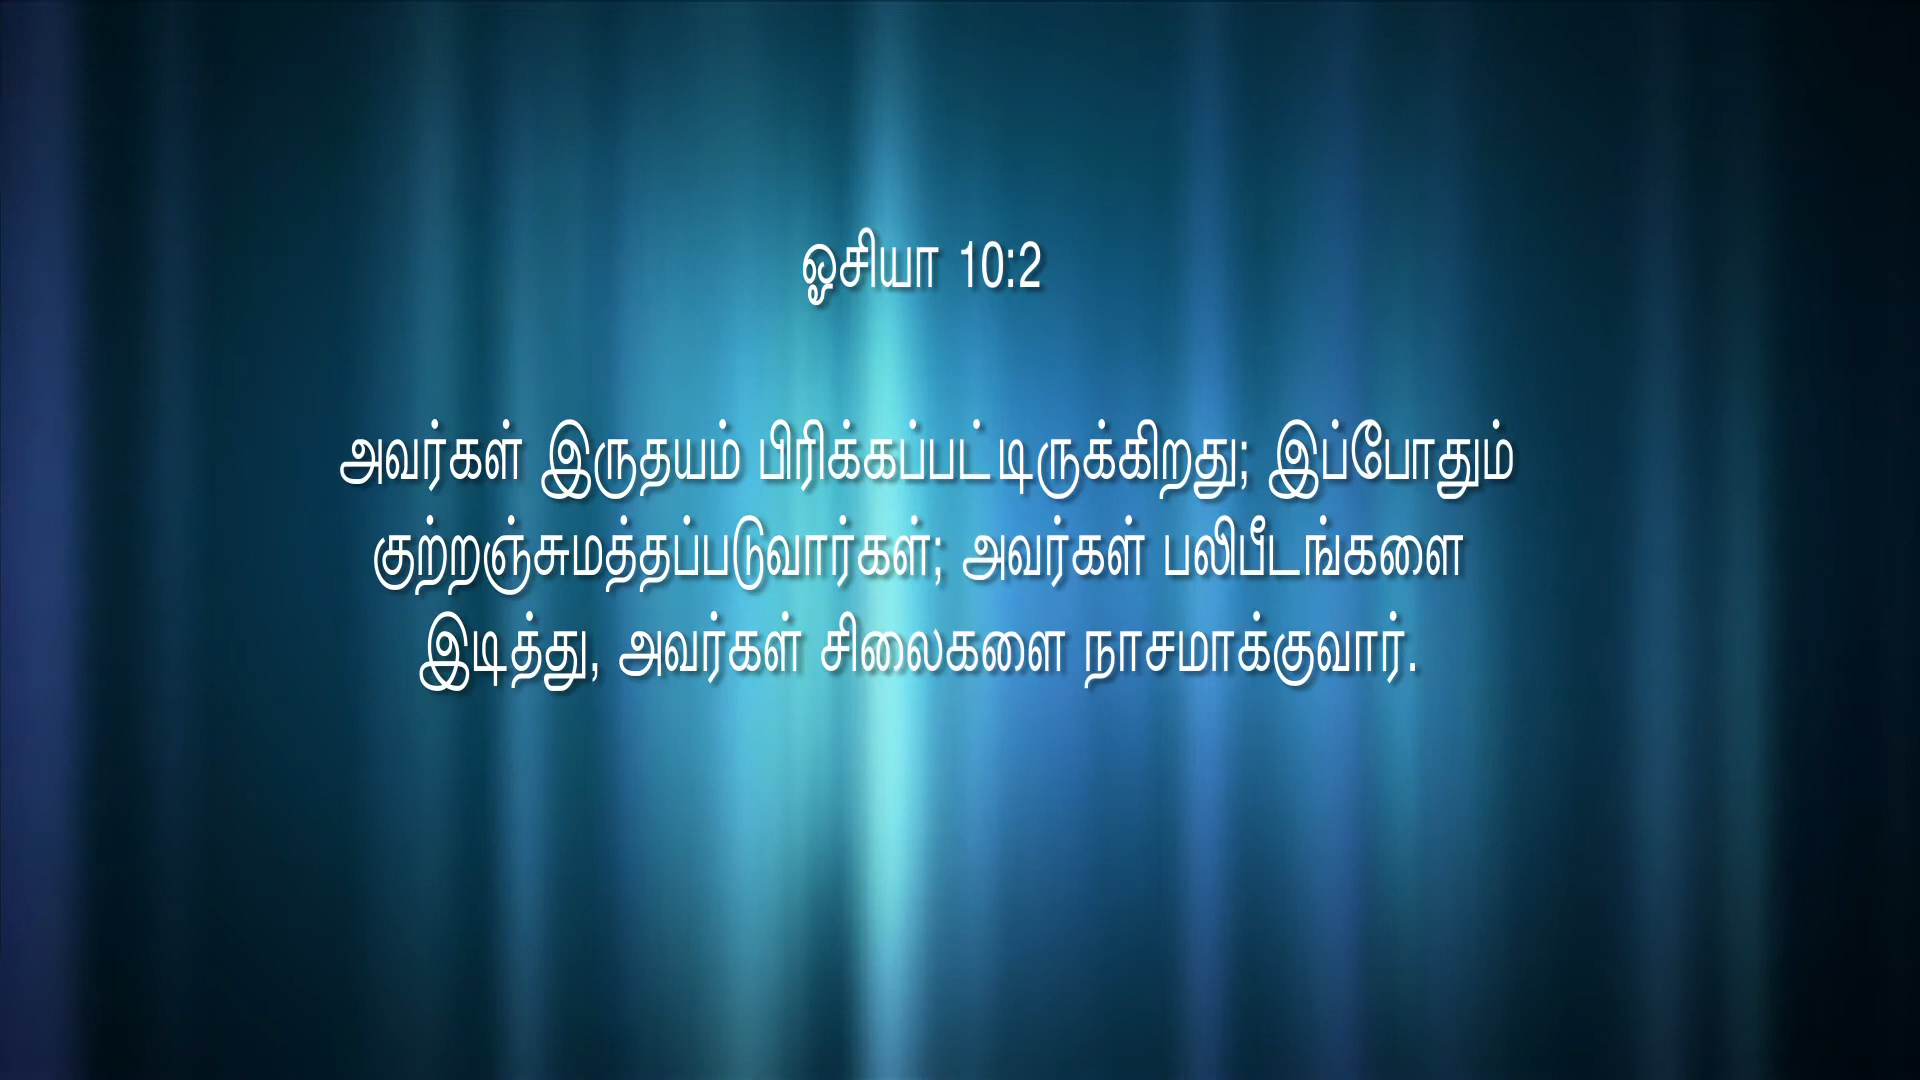 ஓசியா 10:2
அவர்கள் இருதயம் பிரிக்கப்பட்டிருக்கிறது; இப்போதும்
குற்றஞ்சுமத்தப்படுவார்கள்; அவர்கள் பலிபீடங்களை
இடித்து, அவர்கள் சிலைகளை நாசமாக்குவார்.